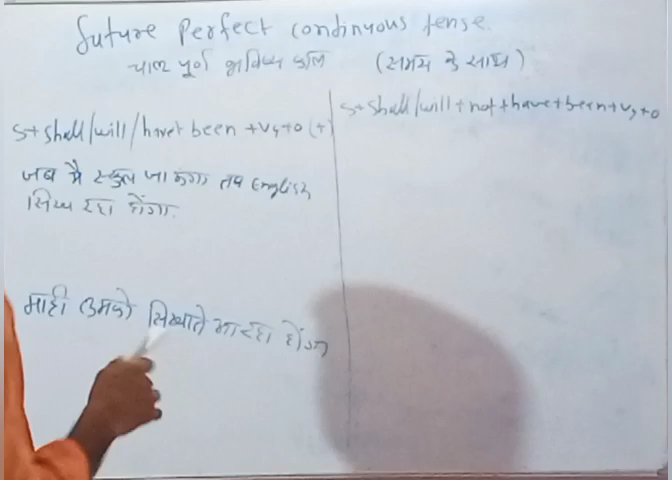 future Perfect continuous tense.
चालू पूर्ण भविष्य काल (समय के साथ)
S+ shall/will/have+ been +V4+O (+)
S+ shall/will+not+have+been+V4+O
जब मै स्कूल जाऊंगा तब English
सिख रहा होंगा.
माही उसको सिखाते आ रहा होंगा